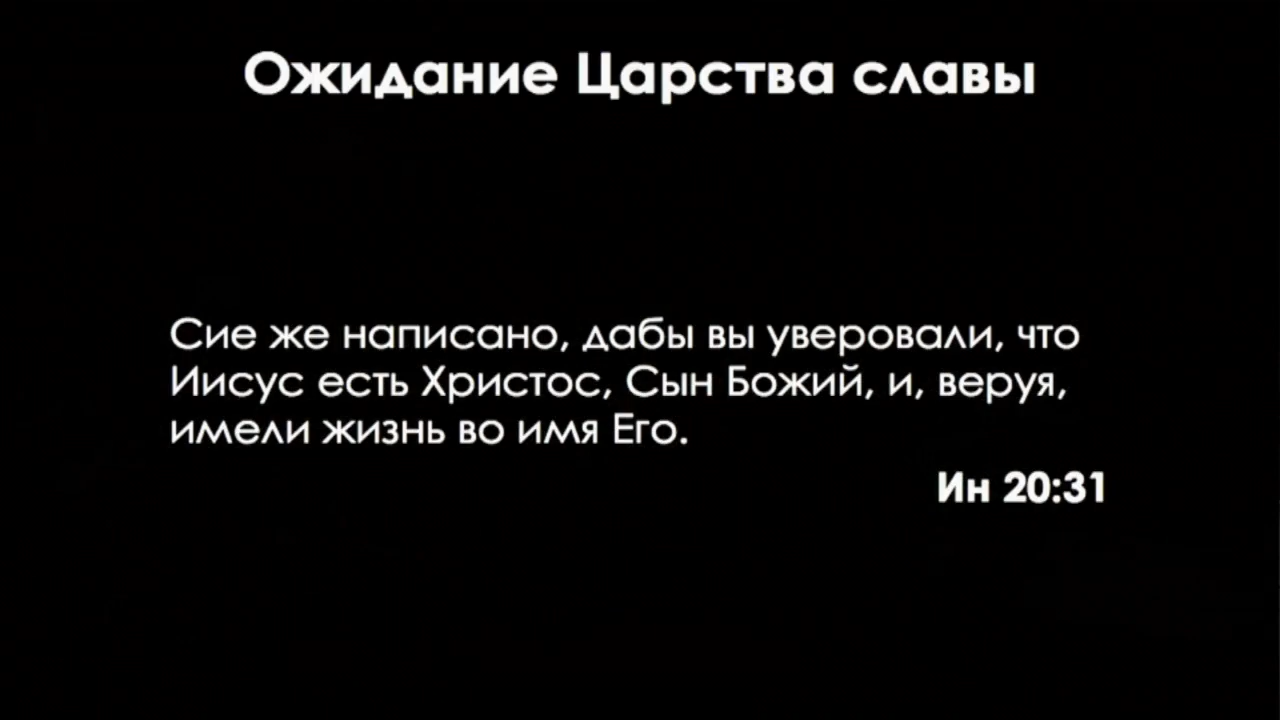 Ожидание Царства славы
Сие же написано, дабы вы уверовали, что
Иисус есть Христос, Сын Божий, и, веруя,
имели жизнь во имя Его.
Ин 20:31